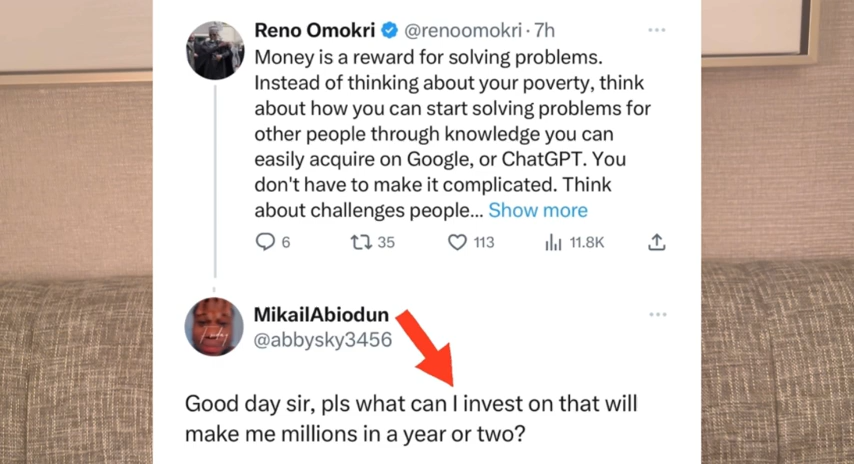 Reno Omokri @renoomokri · 7h
Money is a reward for solving problems.
Instead of thinking about your poverty, think
about how you can start solving problems for
other people through knowledge you can
easily acquire on Google, or ChatGPT. You
don't have to make it complicated. Think
about challenges people... Show more
6 35 113 11.8K
MikailAbiodun
@abbysky3456
Good day sir, pls what can I invest on that will
make me millions in a year or two?